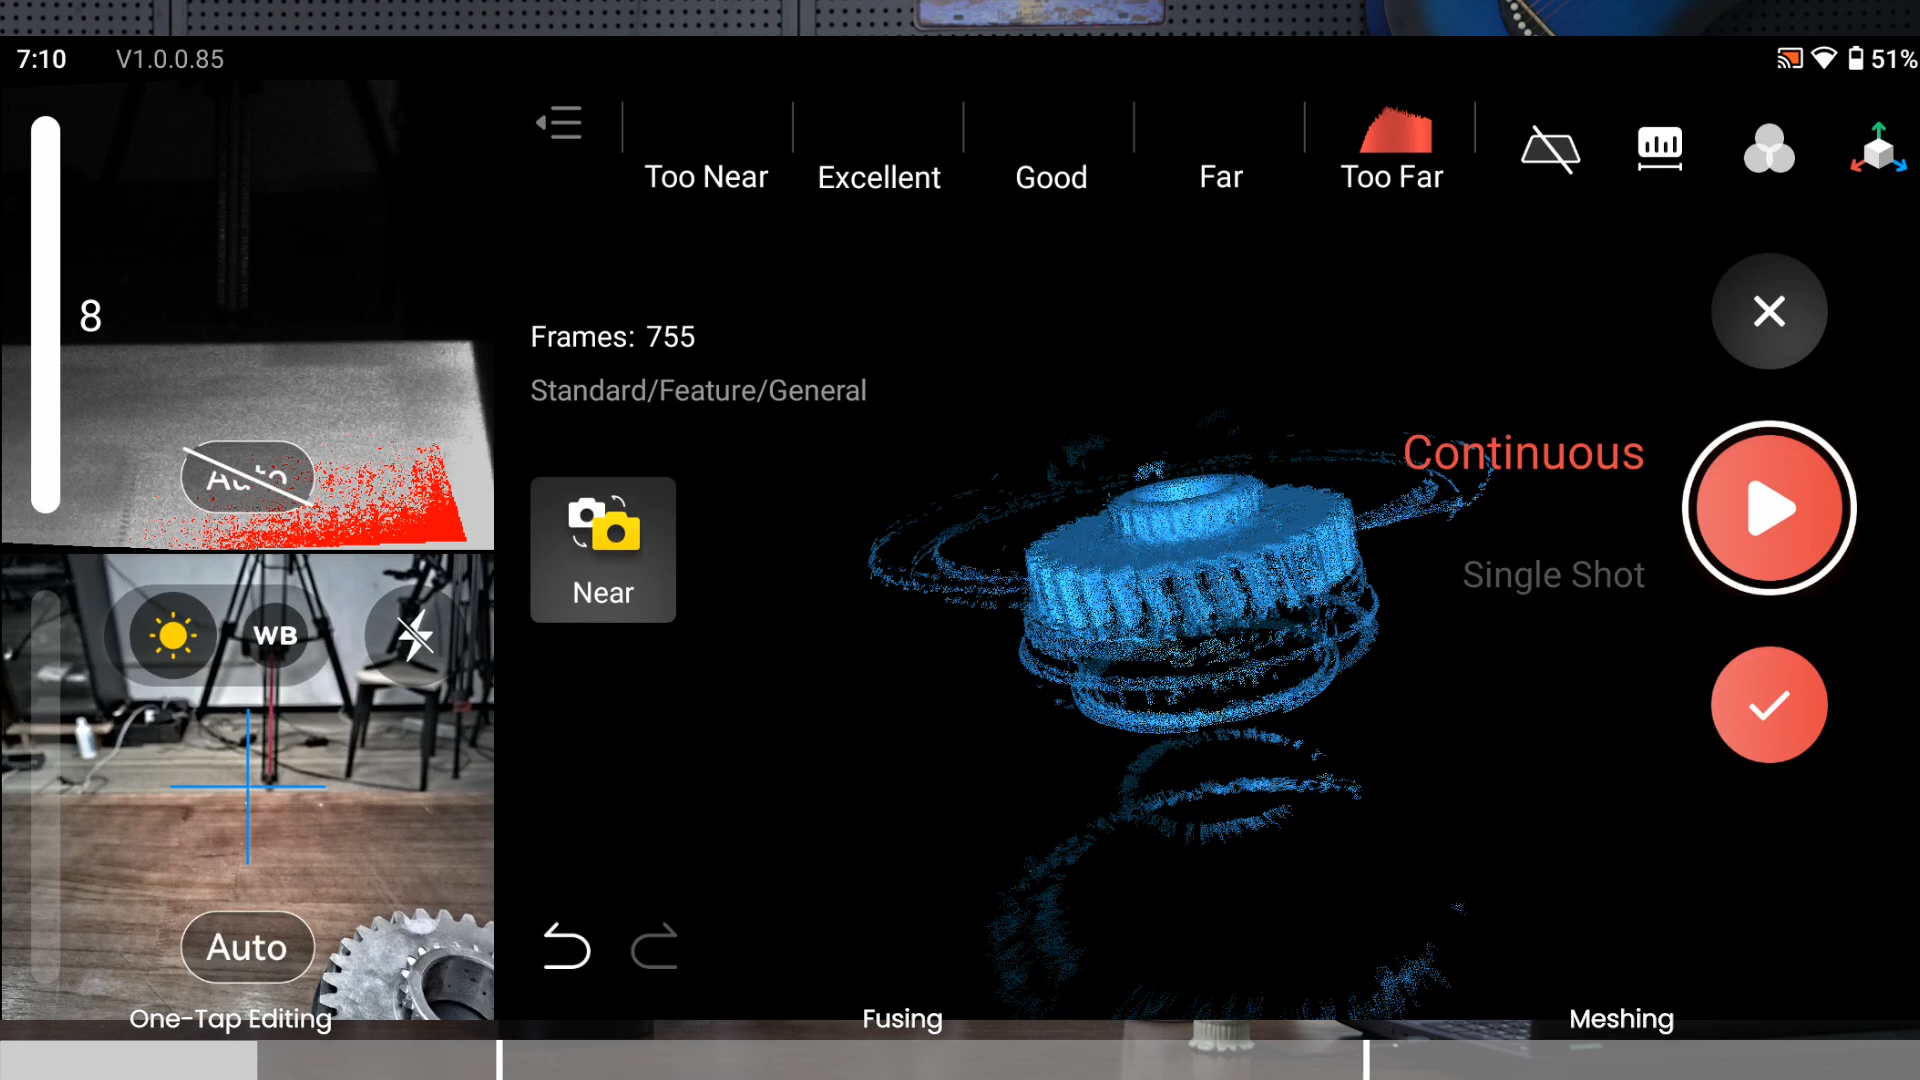 7:10 V1.0.0.85 51%
Too Near Excellent Good Far Too Far
8
Frames: 755
Standard/Feature/General
Continuous
Auto
Near
Single Shot
WB
Auto
One-Tap Editing Fusing Meshing